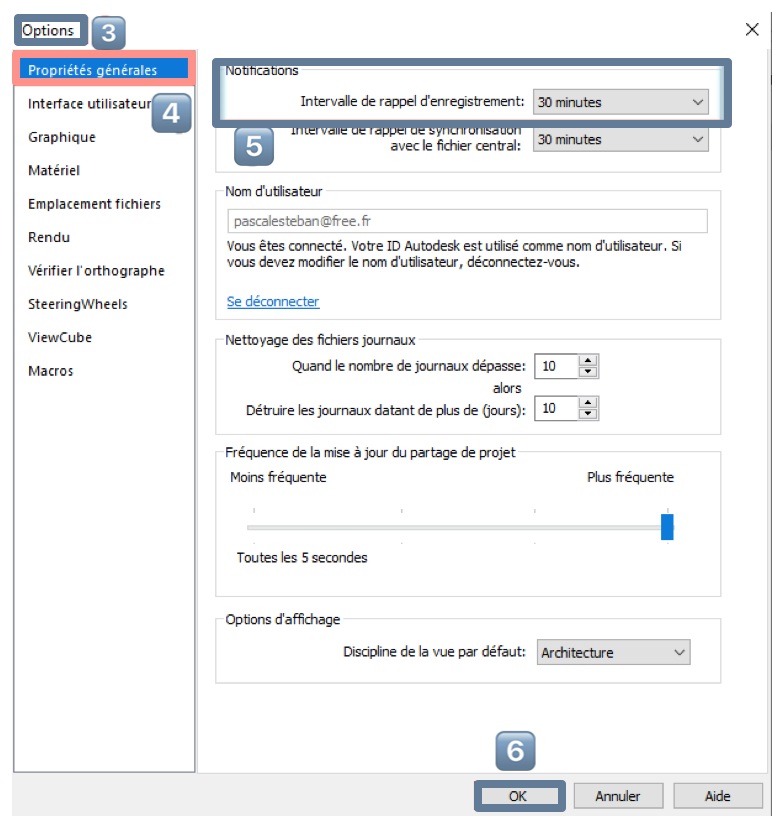 Options
3
Propriétés générales
4
Interface utilisateur
Graphique
Matériel
Emplacement fichiers
Rendu
Vérifier l'orthographe
SteeringWheels
ViewCube
Macros
Notifications
Intervalle de rappel d'enregistrement: 30 minutes
5
Intervalle de rappel de synchronisation
avec le fichier central: 30 minutes
Nom d'utilisateur
pascalesteban@free.fr
Vous êtes connecté. Votre ID Autodesk est utilisé comme nom d'utilisateur. Si
vous devez modifier le nom d'utilisateur, déconnectez-vous.
Se déconnecter
Nettoyage des fichiers journaux
Quand le nombre de journaux dépasse: 10
alors
Détruire les journaux datant de plus de (jours): 10
Fréquence de la mise à jour du partage de projet
Moins fréquente Plus fréquente
Toutes les 5 secondes
Options d'affichage
Discipline de la vue par défaut: Architecture
6
OK Annuler Aide